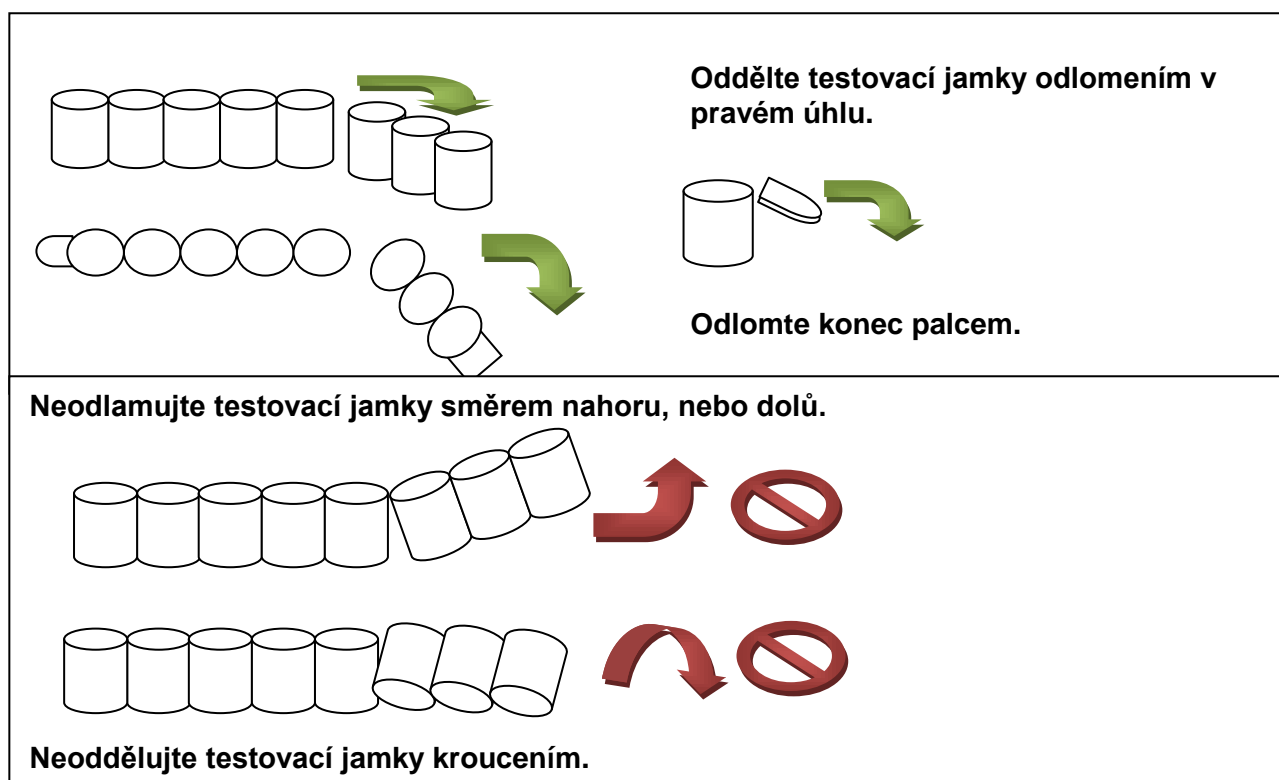 Oddělte testovací jamky odlomením v
pravém úhlu.
Odlomte konec palcem.
Neodlamujte testovací jamky směrem nahoru, nebo dolů.
Neoddělujte testovací jamky kroucením.